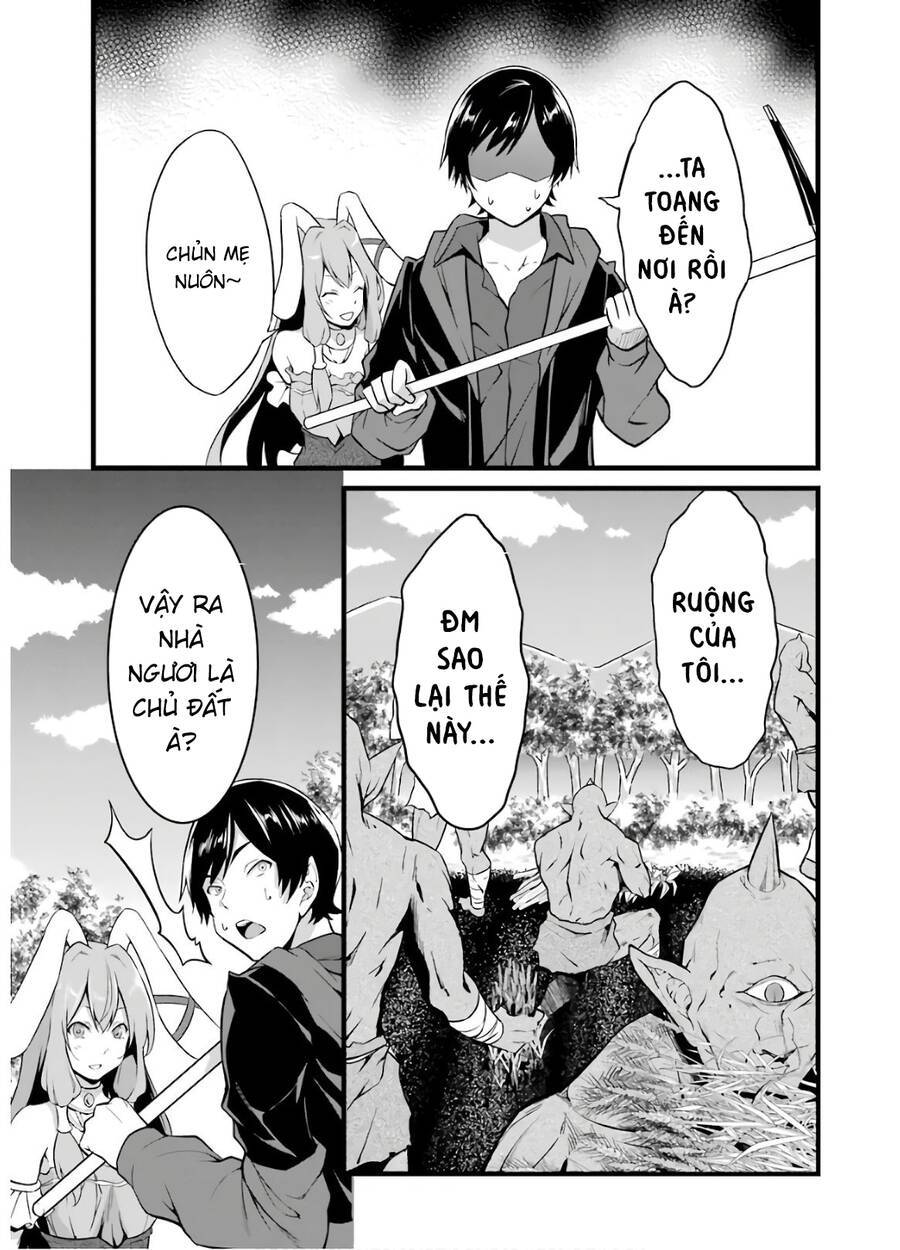 ...TA
TOANG
ĐẾN
NƠI RỒI
À?
CHỦN MẸ
NUÔN~
RUỘNG
CỦA
TÔI...
ĐM
SAO
LẠI THẾ
NÀY...
VẬY RA
NHÀ
NGƯƠI LÀ
CHỦ ĐẤT
À?